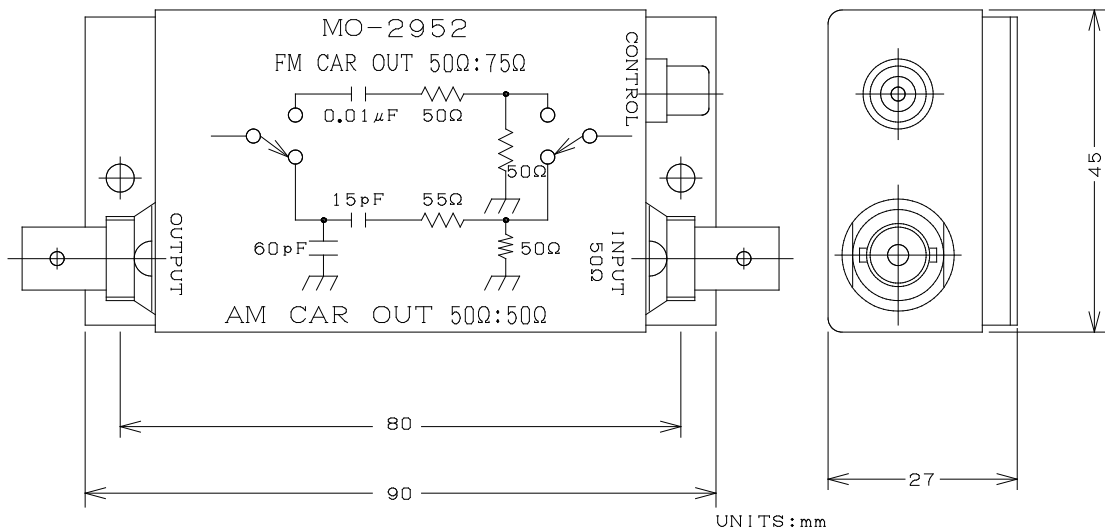 MO-2952
FM CAR OUT 50Ω:75Ω
CONTROL
0.01μF
50Ω
50Ω
15pF
55Ω
60pF
50Ω
OUTPUT
INPUT
50Ω
AM CAR OUT 50Ω:50Ω
45
80
90
27
UNITS:mm